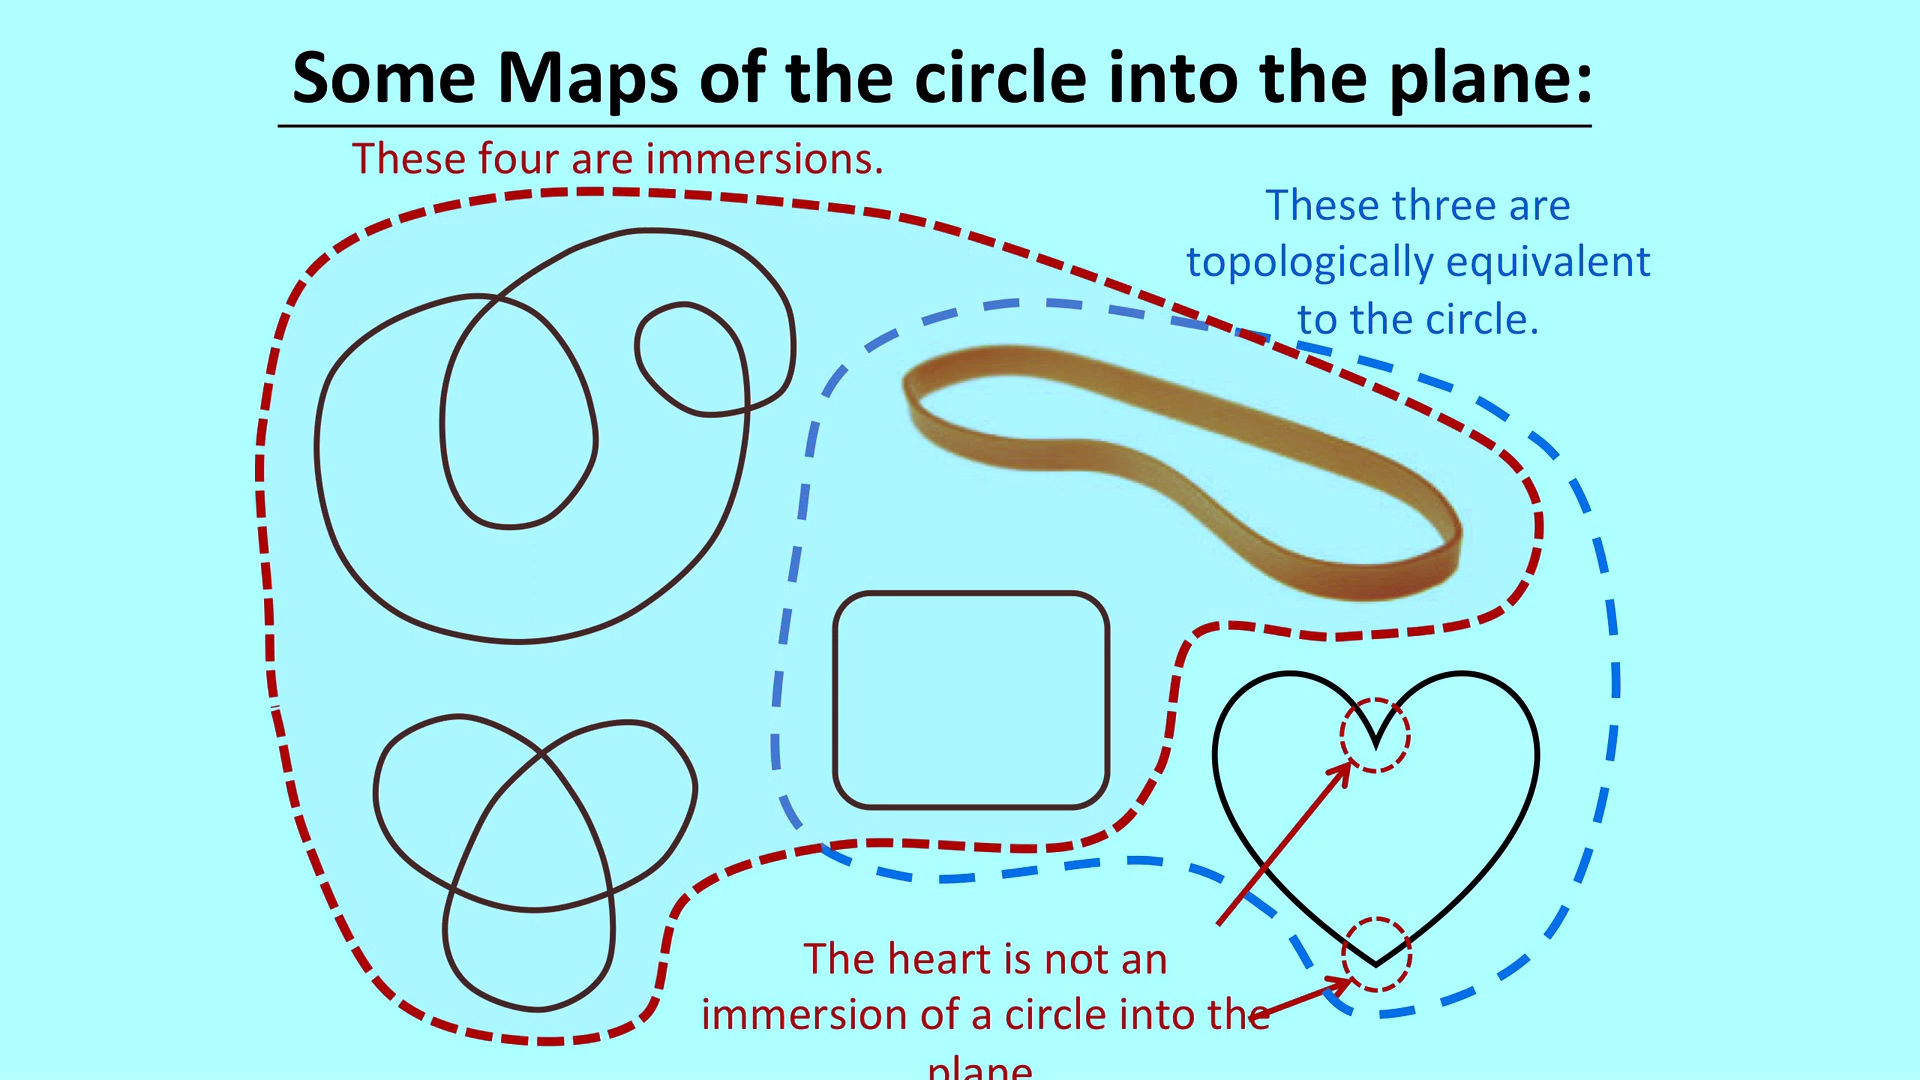 Some Maps of the circle into the plane:
These four are immersions.
These three are
topologically equivalent
to the circle.
The heart is not an
immersion of a circle into the
plane